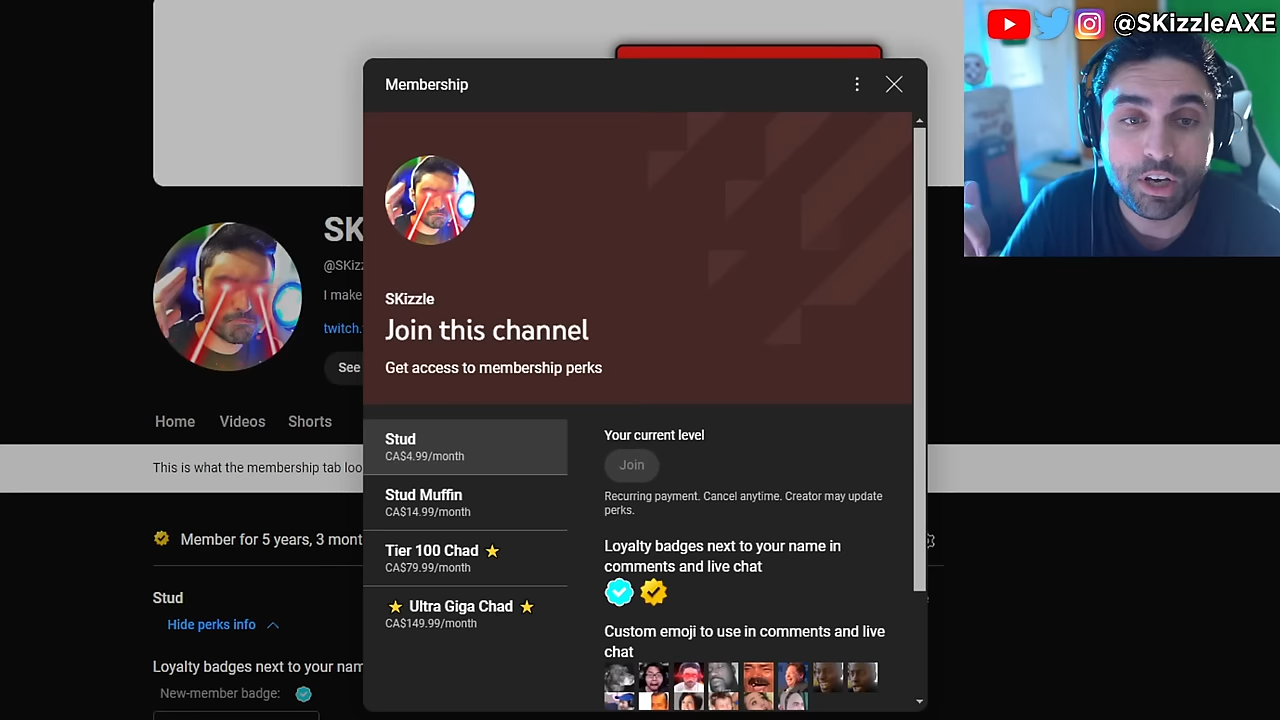 @SKizzleAXE
Membership
SK
@SKizz
I make
twitch.
See
SKizzle
Join this channel
Get access to membership perks
Home Videos Shorts
This is what the membership tab loo
Member for 5 years, 3 mont
Stud
Hide perks info
Loyalty badges next to your nam
New-member badge:
Stud
CA$4.99/month
Stud Muffin
CA$14.99/month
Tier 100 Chad
CA$79.99/month
Ultra Giga Chad
CA$149.99/month
Your current level
Join
Recurring payment. Cancel anytime. Creator may update
perks.
Loyalty badges next to your name in
comments and live chat
Custom emoji to use in comments and live
chat